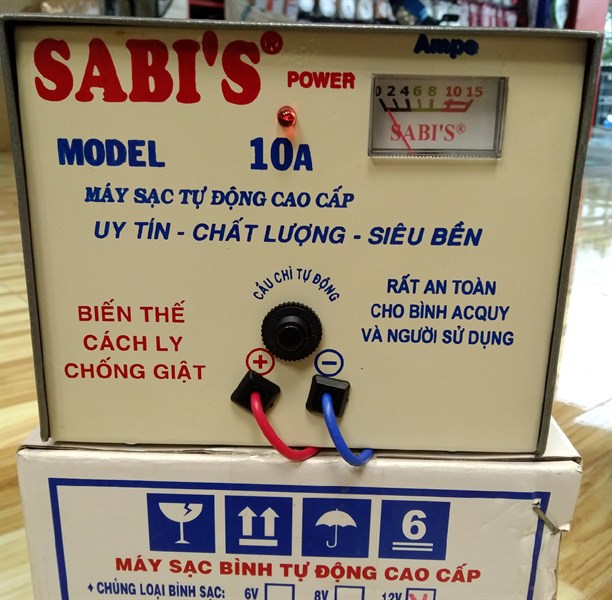 SABI'S®
Ampe
POWER
0 2 4 6 8 10 15
SABI'S®
MODEL 10A
MÁY SẠC TỰ ĐỘNG CAO CẤP
UY TÍN - CHẤT LƯỢNG - SIÊU BỀN
CẦU CHÌ TỰ ĐỘNG
BIẾN THẾ
CÁCH LY
CHỐNG GIẬT
RẤT AN TOÀN
CHO BÌNH ACQUY
VÀ NGƯỜI SỬ DỤNG
+ −
6
MÁY SẠC BÌNH TỰ ĐỘNG CAO CẤP
♦ CHỦNG LOẠI BÌNH SẠC: 6V 8V 12V